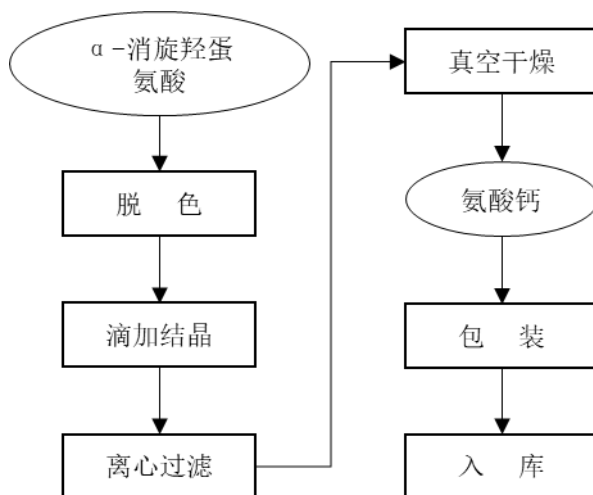 α-消旋羟蛋
氨酸
脱 色
滴加结晶
离心过滤
真空干燥
氨酸钙
包 装
入 库